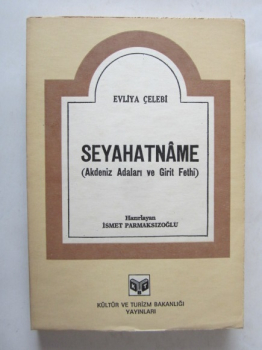 EVLİYA ÇELEBİ
SEYAHATNÂME
(Akdeniz Adaları ve Girit Fethi)
Hazırlayan
İSMET PARMAKSIZOĞLU
KÜLTÜR VE TURİZM BAKANLIĞI
YAYINLARI